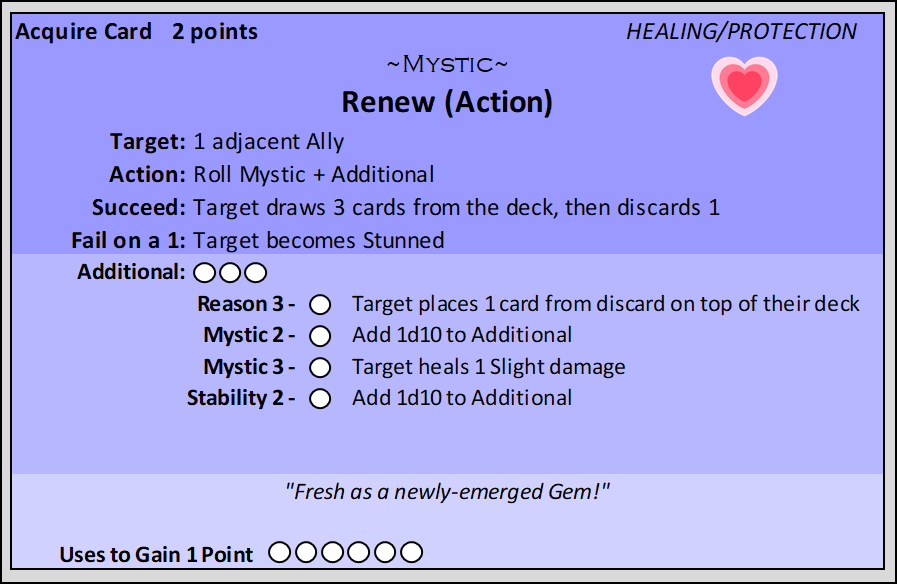 Acquire Card 2 points HEALING/PROTECTION
~Mystic~
Renew (Action)
Target: 1 adjacent Ally
Action: Roll Mystic + Additional
Succeed: Target draws 3 cards from the deck, then discards 1
Fail on a 1: Target becomes Stunned
Additional:
Reason 3 - Target places 1 card from discard on top of their deck
Mystic 2 - Add 1d10 to Additional
Mystic 3 - Target heals 1 Slight damage
Stability 2 - Add 1d10 to Additional
"Fresh as a newly-emerged Gem!"
Uses to Gain 1 Point